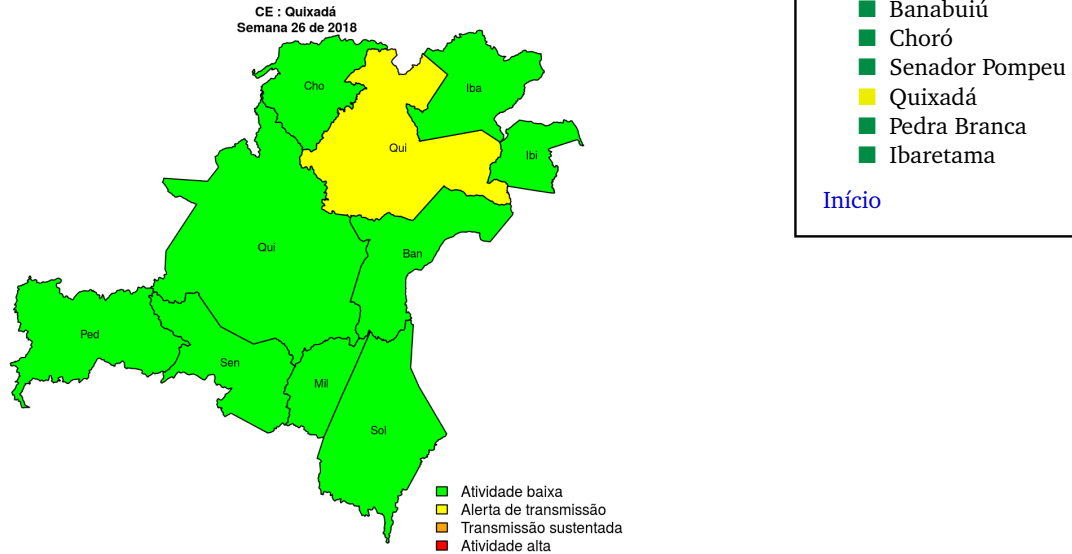 CE : Quixadá
Semana 26 de 2018
Cho
Iba
Qui
Ibi
Qui
Ban
Ped
Sen
Mil
Sol
Atividade baixa
Alerta de transmissão
Transmissão sustentada
Atividade alta
Banabuiú
Choró
Senador Pompeu
Quixadá
Pedra Branca
Ibaretama
Início